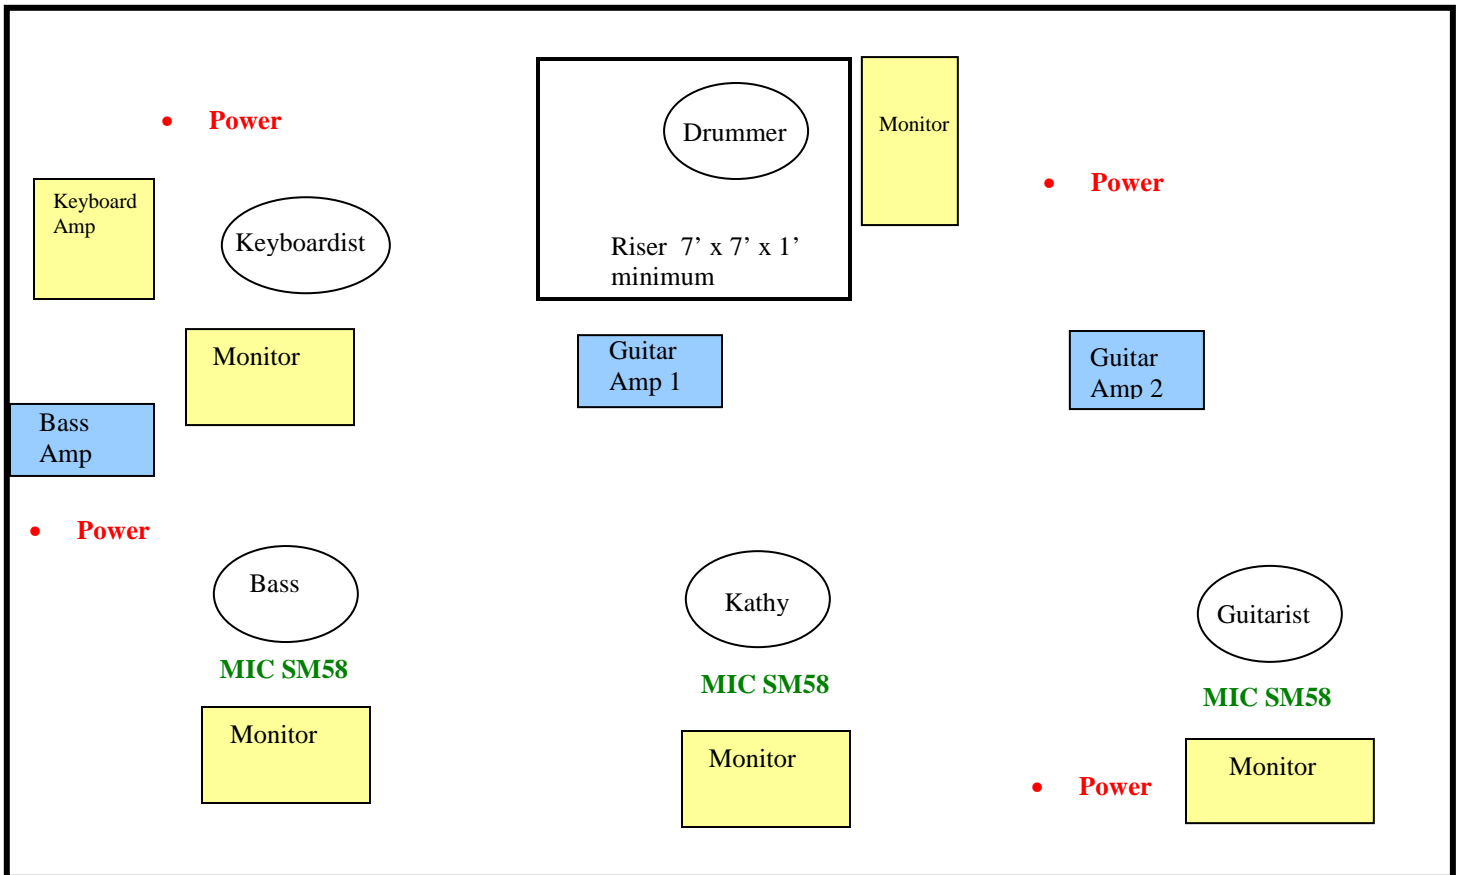 • Power
Drummer
Monitor
• Power
Keyboard
Amp
Keyboardist
Riser 7’ x 7’ x 1’
minimum
Monitor
Guitar
Amp 1
Guitar
Amp 2
Bass
Amp
• Power
Bass
Kathy
Guitarist
MIC SM58
MIC SM58
MIC SM58
Monitor
Monitor
Monitor
• Power